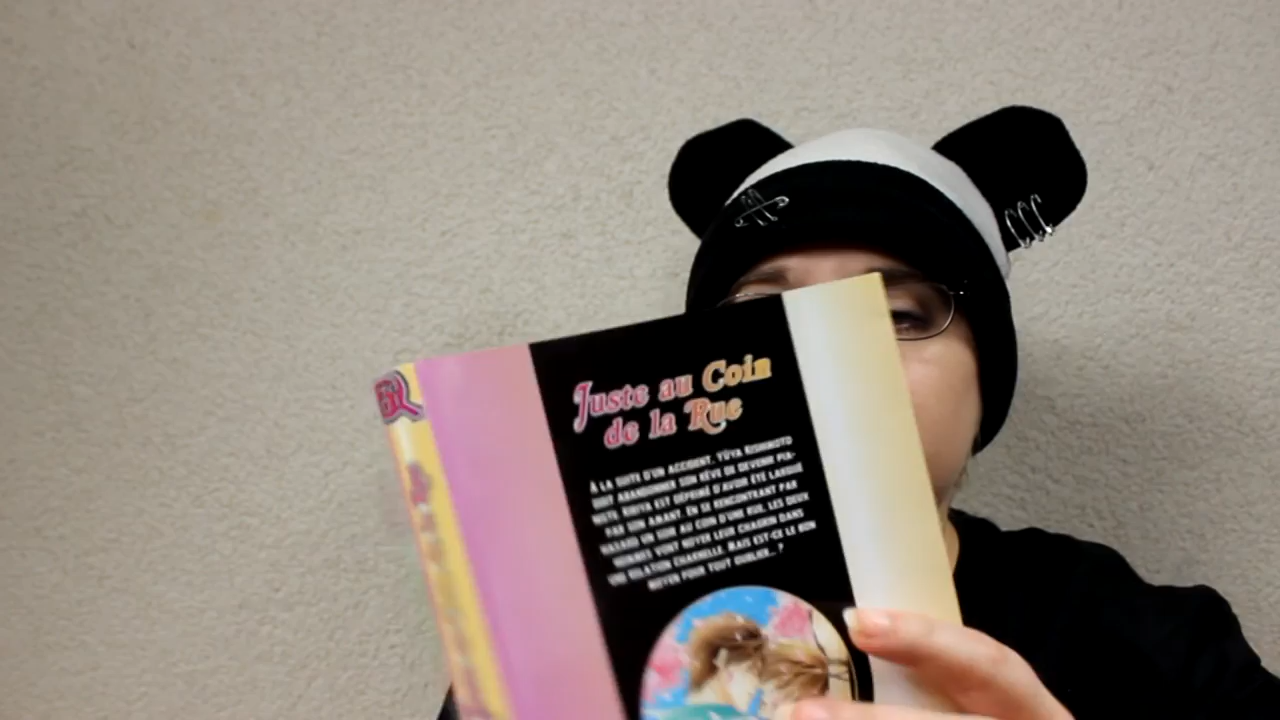 Juste au Coin
de la Rue
À LA SUITE D'UN ACCIDENT, YÛYA KISHIMOTO
DOIT ABANDONNER SON RÊVE DE DEVENIR PIA-
NISTE. KIRIYA EST DÉPRIMÉ D'AVOIR ÉTÉ LARGUÉ
PAR SON AMANT. EN SE RENCONTRANT PAR
HASARD UN SOIR AU COIN D'UNE RUE, LES DEUX
HOMMES VONT NOYER LEUR CHAGRIN DANS
UNE RELATION CHARNELLE. MAIS EST-CE LE BON
MOYEN POUR TOUT OUBLIER... ?